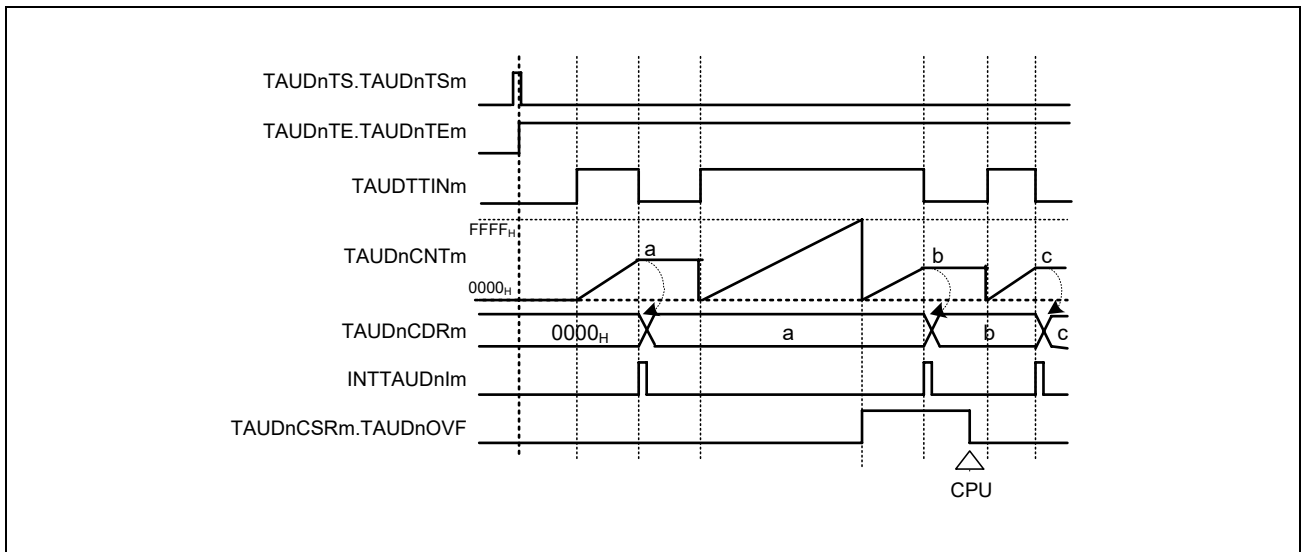 TAUDnTS.TAUDnTSm
TAUDnTE.TAUDnTEm
TAUDTTINm
FFFFH
TAUDnCNTm
a
b
c
0000H
TAUDnCDRm
0000H
a
b
c
INTTAUDnIm
TAUDnCSRm.TAUDnOVF
CPU